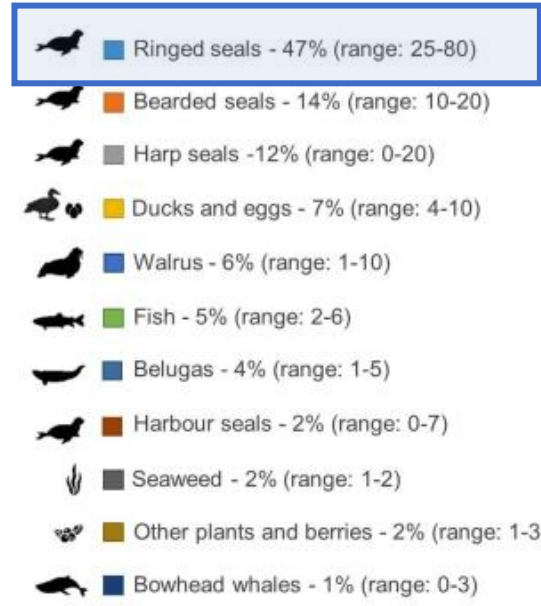 Ringed seals - 47% (range: 25-80)
Bearded seals - 14% (range: 10-20)
Harp seals -12% (range: 0-20)
Ducks and eggs - 7% (range: 4-10)
Walrus - 6% (range: 1-10)
Fish - 5% (range: 2-6)
Belugas - 4% (range: 1-5)
Harbour seals - 2% (range: 0-7)
Seaweed - 2% (range: 1-2)
Other plants and berries - 2% (range: 1-3
Bowhead whales - 1% (range: 0-3)